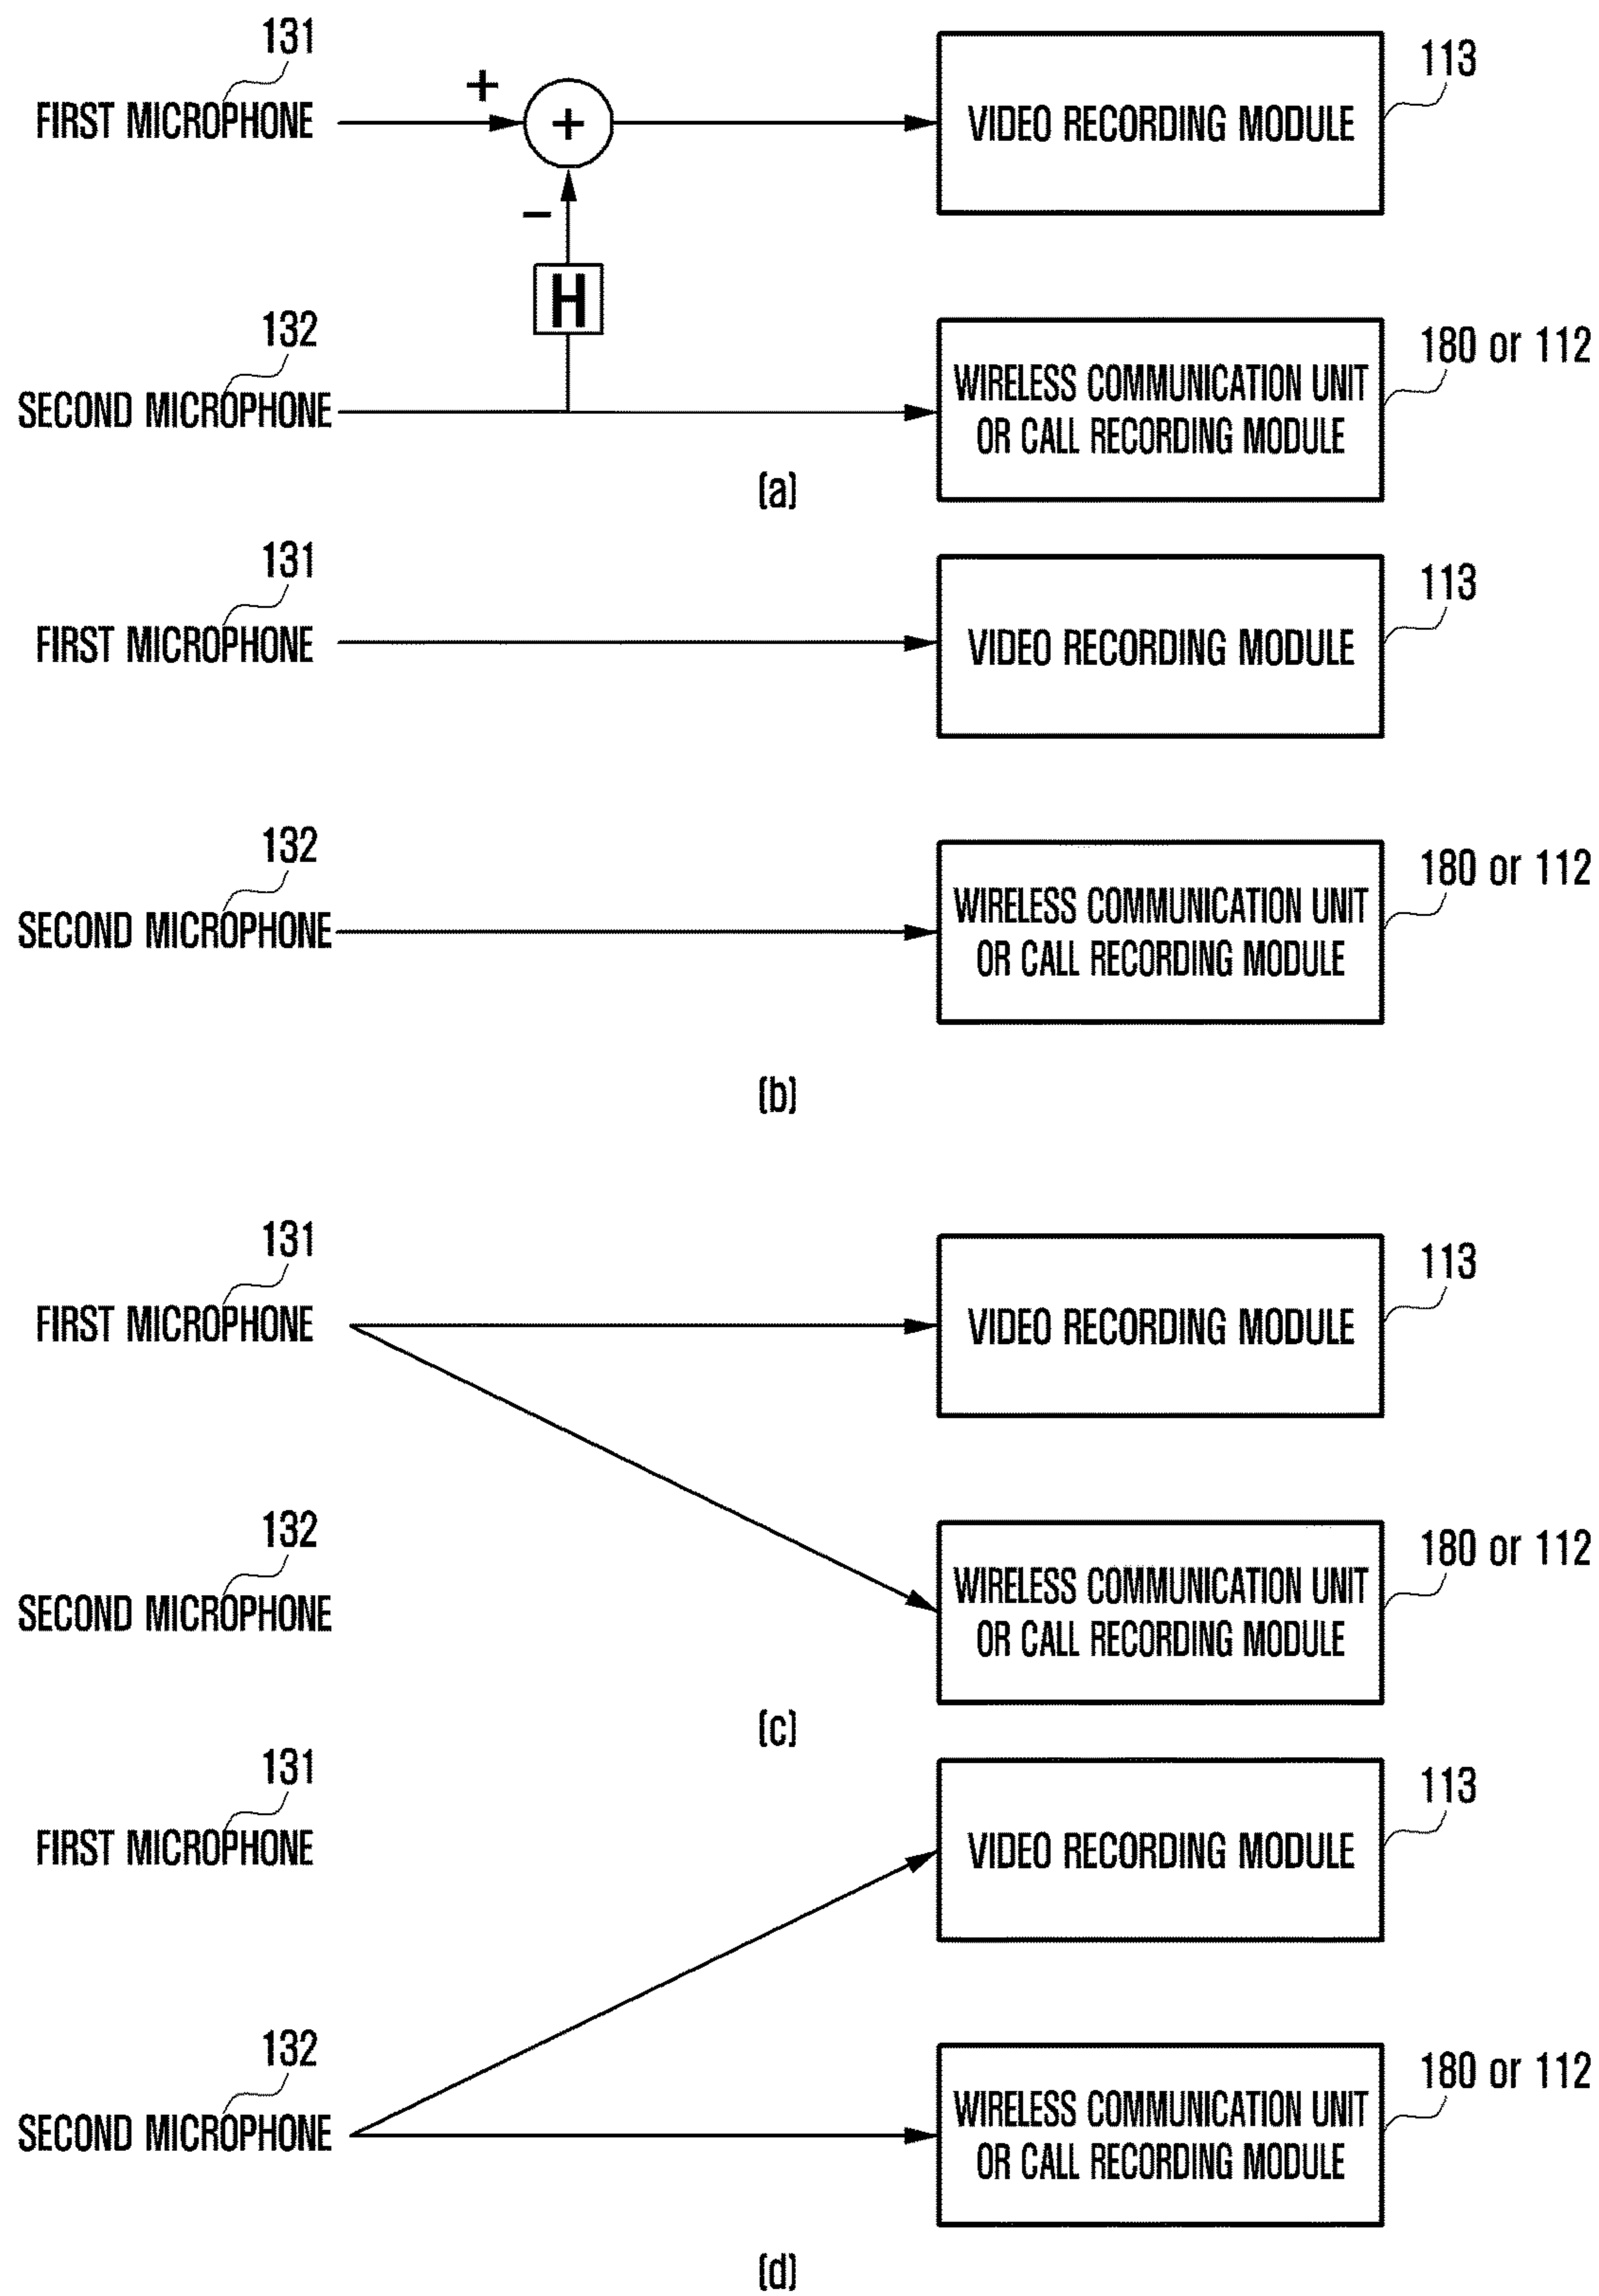 131
FIRST MICROPHONE
+
+
VIDEO RECORDING MODULE
113
−
H
132
SECOND MICROPHONE
WIRELESS COMMUNICATION UNIT
OR CALL RECORDING MODULE
180 or 112
(a)
131
FIRST MICROPHONE
VIDEO RECORDING MODULE
113
132
SECOND MICROPHONE
WIRELESS COMMUNICATION UNIT
OR CALL RECORDING MODULE
180 or 112
(b)
131
FIRST MICROPHONE
VIDEO RECORDING MODULE
113
132
SECOND MICROPHONE
WIRELESS COMMUNICATION UNIT
OR CALL RECORDING MODULE
180 or 112
(c)
131
FIRST MICROPHONE
VIDEO RECORDING MODULE
113
132
SECOND MICROPHONE
WIRELESS COMMUNICATION UNIT
OR CALL RECORDING MODULE
180 or 112
(d)